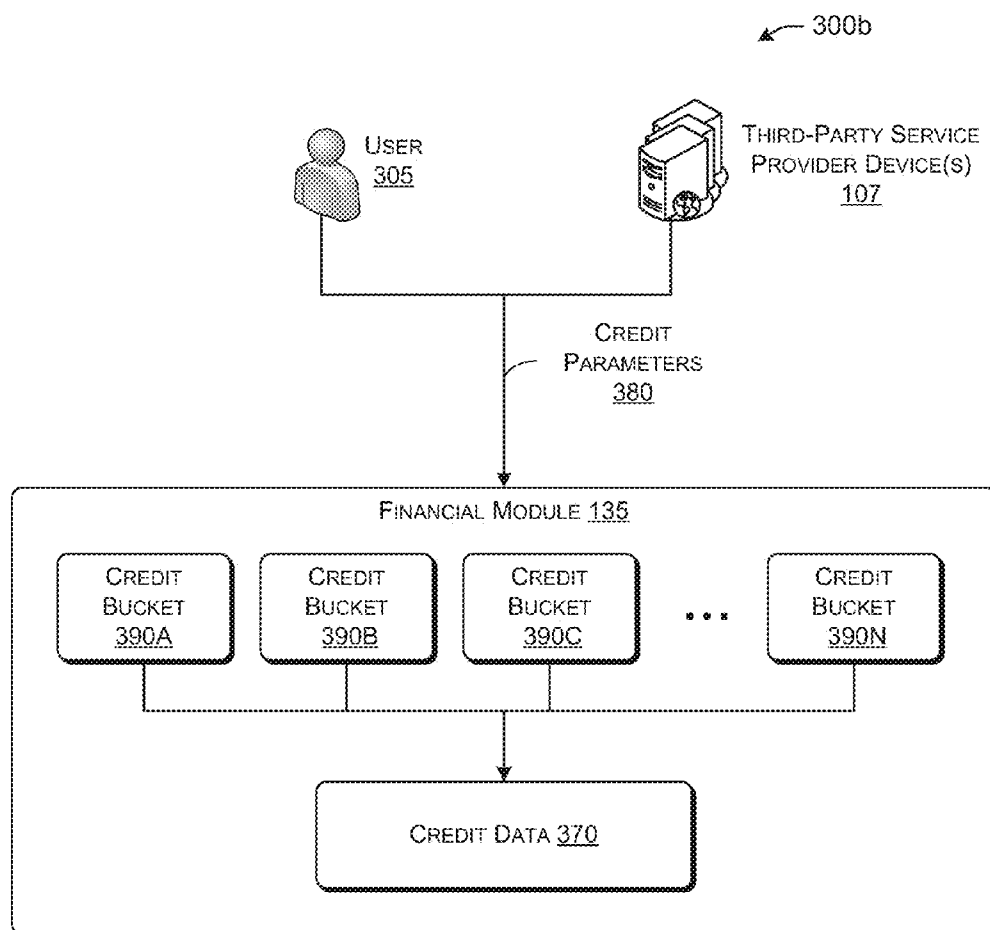 300b
USER
305
THIRD-PARTY SERVICE
PROVIDER DEVICE(S)
107
CREDIT
PARAMETERS
380
FINANCIAL MODULE 135
CREDIT
BUCKET
390A
CREDIT
BUCKET
390B
CREDIT
BUCKET
390C
...
CREDIT
BUCKET
390N
CREDIT DATA 370